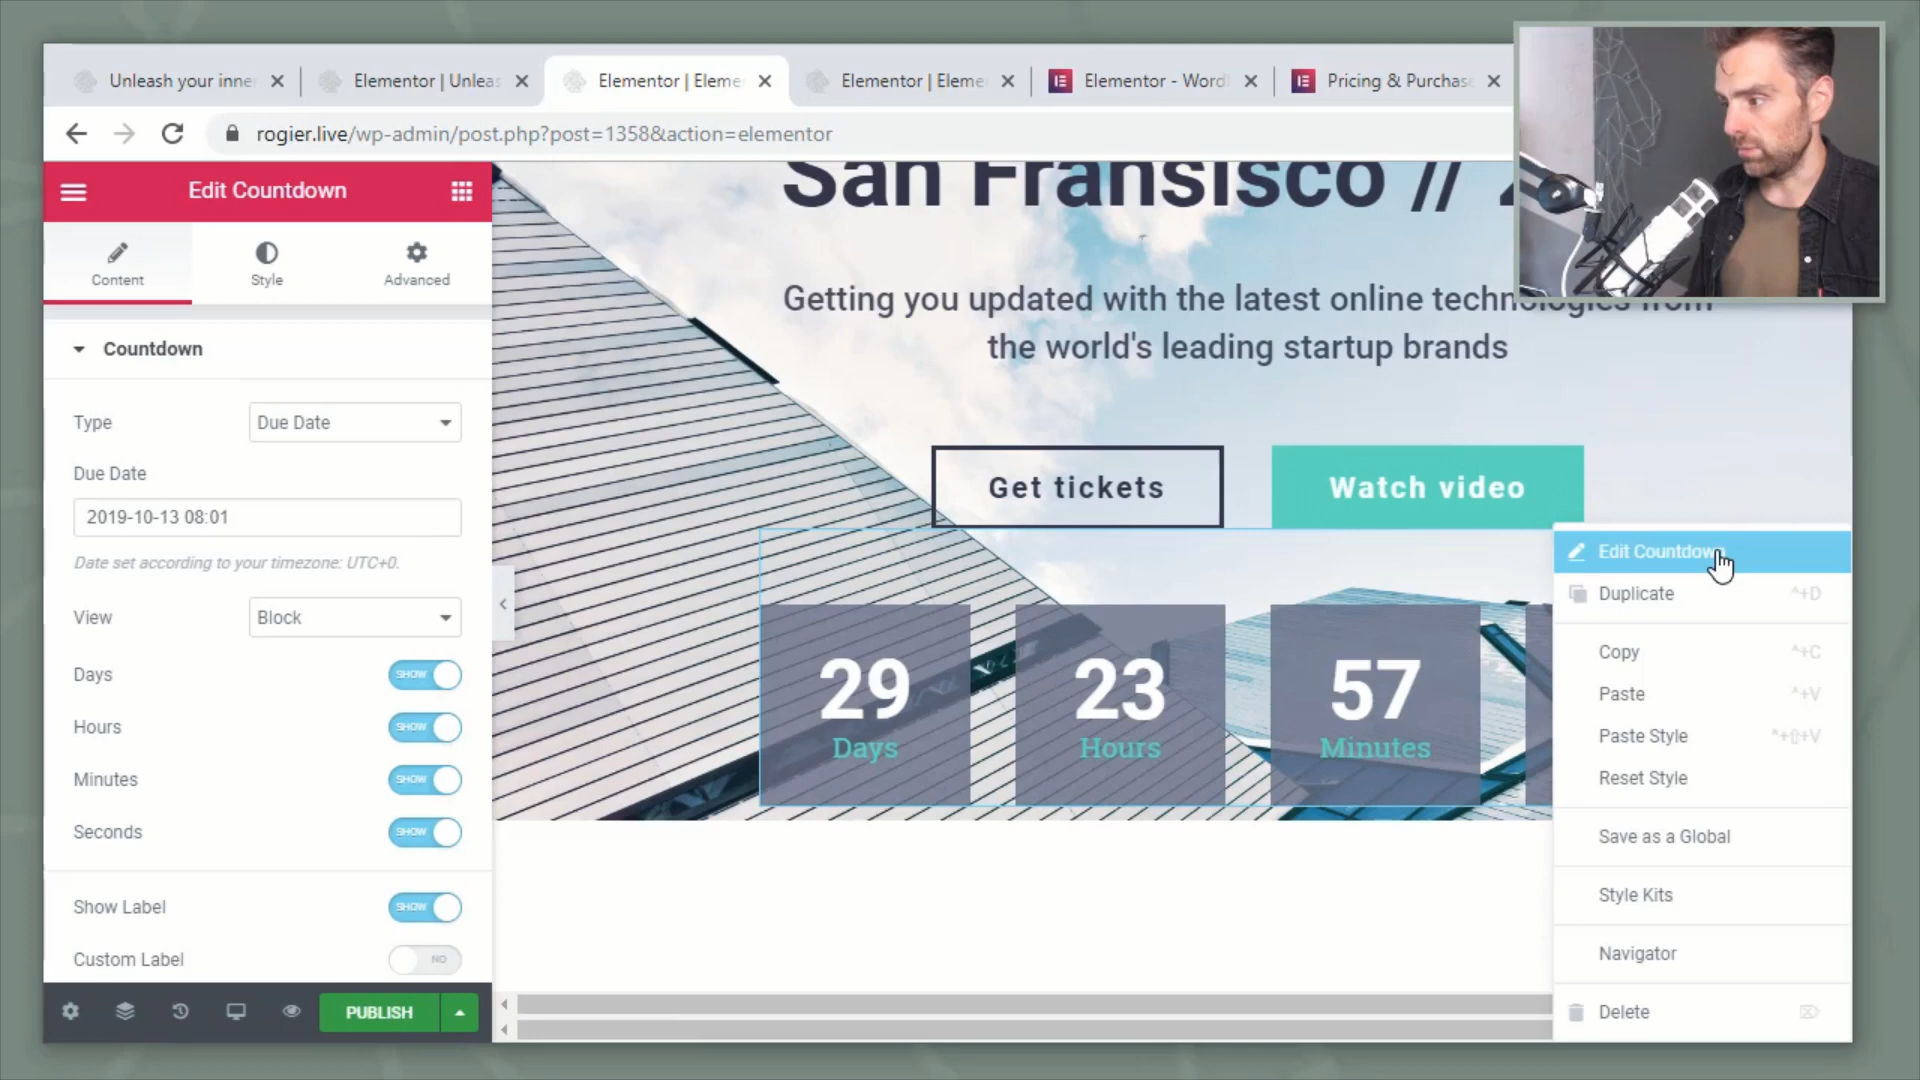 Unleash your inne
Elementor | Unleas
Elementor | Eleme
Elementor | Eleme
Elementor - Word
Pricing & Purchas
rogier.live/wp-admin/post.php?post=1358&action=elementor
Edit Countdown
Content
Style
Advanced
Countdown
Type
Due Date
Due Date
2019-10-13 08:01
Date set according to your timezone: UTC+0.
View
Block
Days
SHOW
Hours
SHOW
Minutes
SHOW
Seconds
SHOW
Show Label
SHOW
Custom Label
NO
PUBLISH
San Fransisco //
Getting you updated with the latest online technologies from
the world's leading startup brands
Get tickets
Watch video
29
Days
23
Hours
57
Minutes
Edit Countdown
Duplicate
^+D
Copy
^+C
Paste
^+V
Paste Style
^+⇧+V
Reset Style
Save as a Global
Style Kits
Navigator
Delete